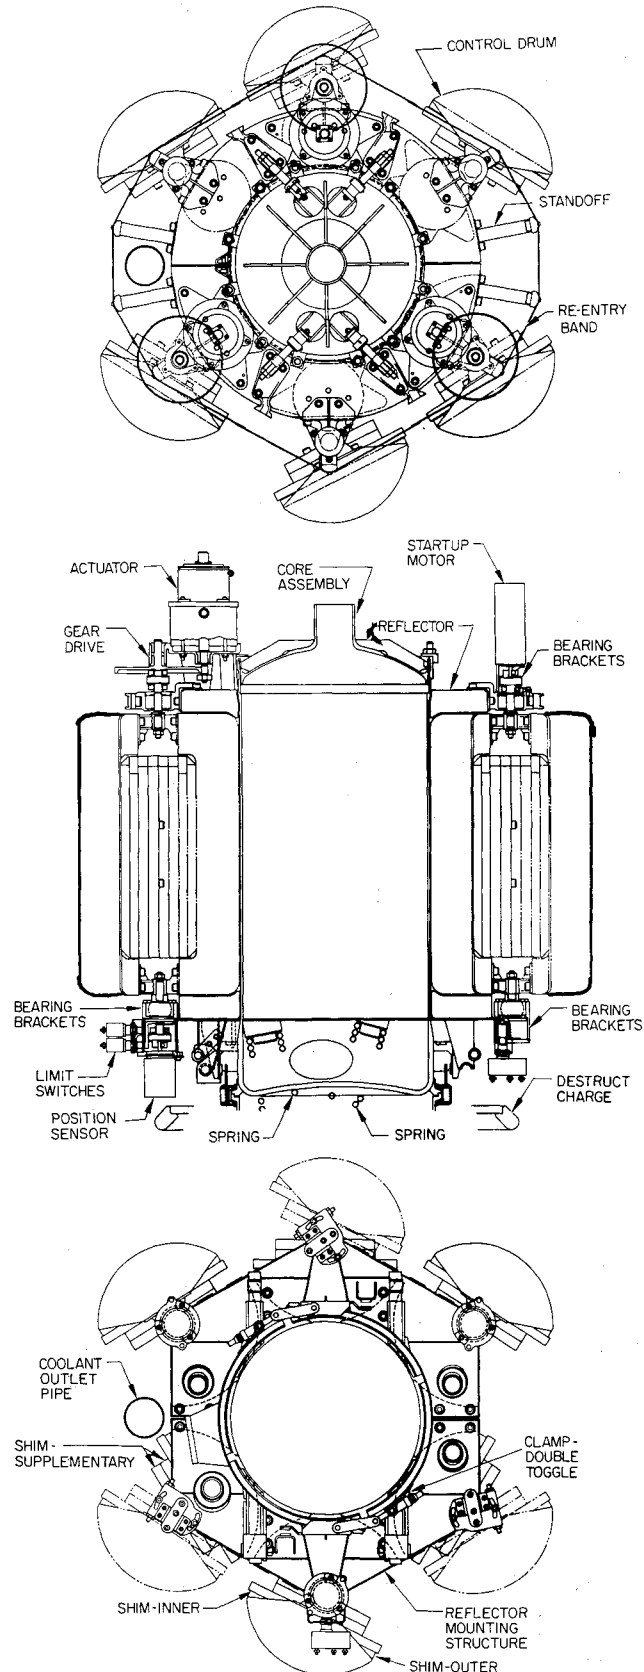 CONTROL DRUM
STANDOFF
RE-ENTRY
BAND
STARTUP
MOTOR
ACTUATOR
CORE
ASSEMBLY
GEAR
DRIVE
REFLECTOR
BEARING
BRACKETS
BEARING
BRACKETS
BEARING
BRACKETS
LIMIT
SWITCHES
DESTRUCT
CHARGE
POSITION
SENSOR
SPRING
SPRING
COOLANT
OUTLET
PIPE
SHIM-
SUPPLEMENTARY
CLAMP-
DOUBLE
TOGGLE
SHIM-INNER
REFLECTOR
MOUNTING
STRUCTURE
SHIM-OUTER